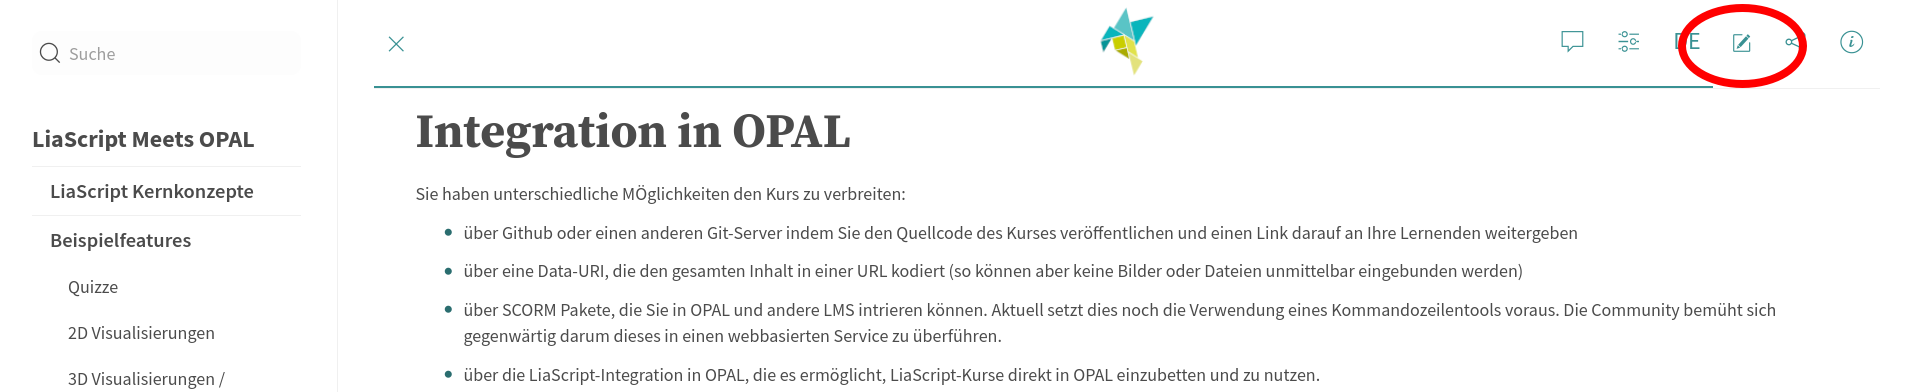 Suche
DE
LiaScript Meets OPAL
LiaScript Kernkonzepte
Beispielfeatures
Quizze
2D Visualisierungen
3D Visualisierungen /
Integration in OPAL
Sie haben unterschiedliche MÖglichkeiten den Kurs zu verbreiten:
über Github oder einen anderen Git-Server indem Sie den Quellcode des Kurses veröffentlichen und einen Link darauf an Ihre Lernenden weitergeben
über eine Data-URI, die den gesamten Inhalt in einer URL kodiert (so können aber keine Bilder oder Dateien unmittelbar eingebunden werden)
über SCORM Pakete, die Sie in OPAL und andere LMS intrieren können. Aktuell setzt dies noch die Verwendung eines Kommandozeilentools voraus. Die Community bemüht sich
gegenwärtig darum dieses in einen webbasierten Service zu überführen.
über die LiaScript-Integration in OPAL, die es ermöglicht, LiaScript-Kurse direkt in OPAL einzubetten und zu nutzen.